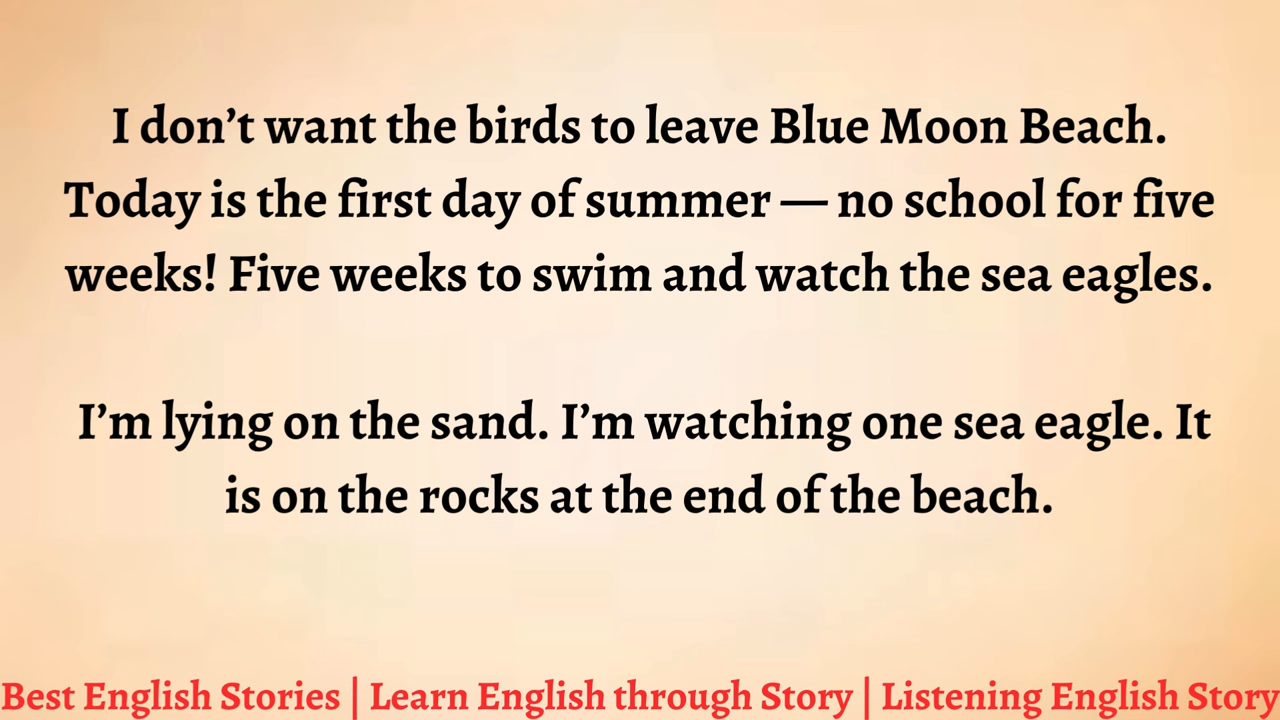 I don’t want the birds to leave Blue Moon Beach.
Today is the first day of summer — no school for five
weeks! Five weeks to swim and watch the sea eagles.
I’m lying on the sand. I’m watching one sea eagle. It
is on the rocks at the end of the beach.
Best English Stories | Learn English through Story | Listening English Story